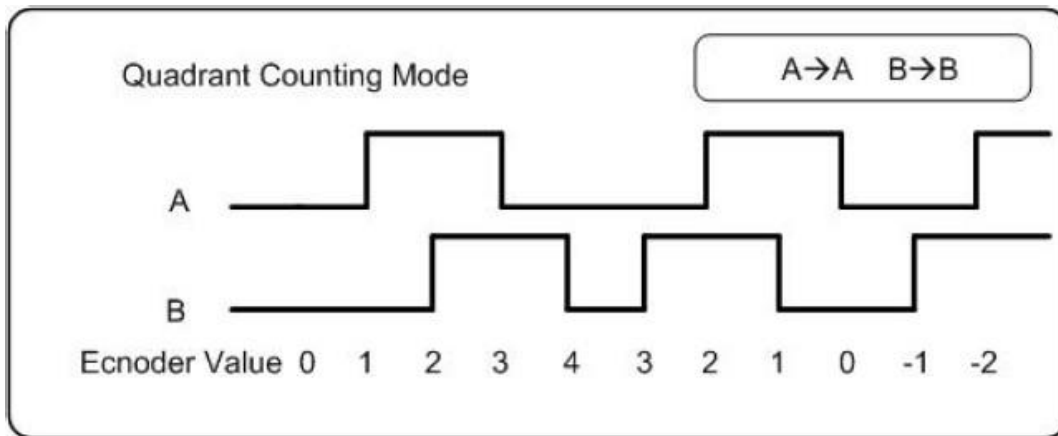 Quadrant Counting Mode
A→A B→B
A
B
Ecnoder Value 0 1 2 3 4 3 2 1 0 -1 -2